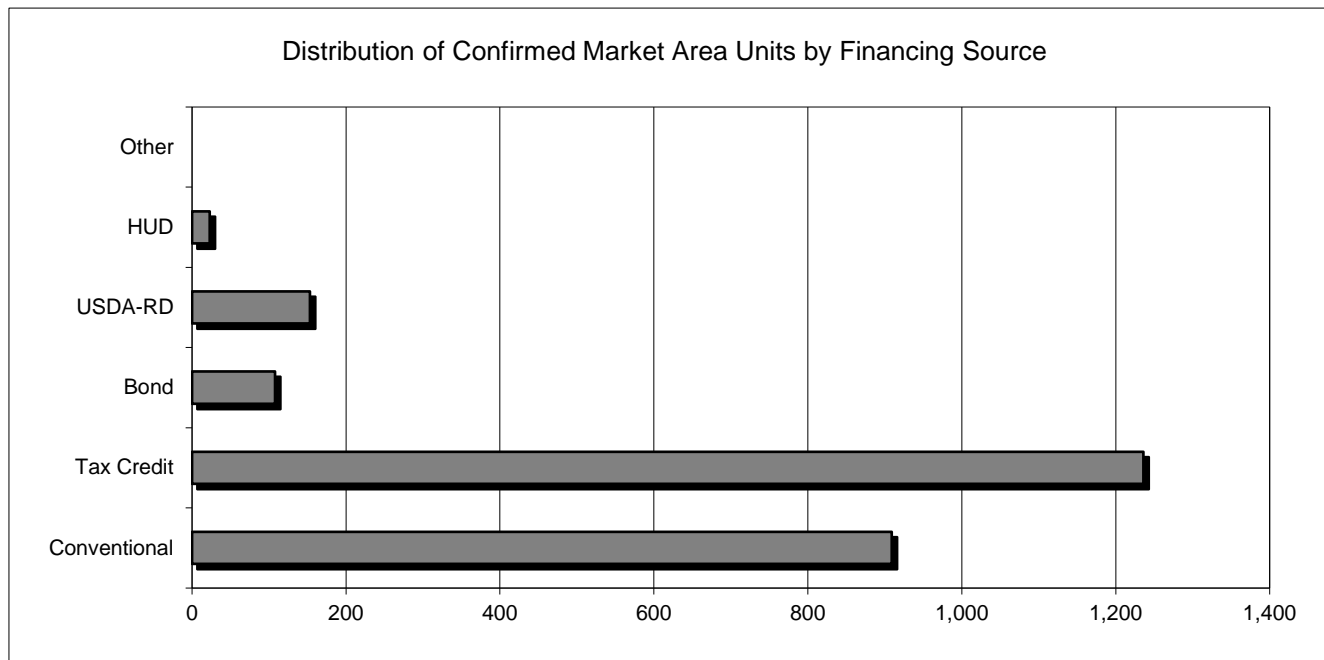 Distribution of Confirmed Market Area Units by Financing Source
Other
HUD
USDA-RD
Bond
Tax Credit
Conventional
0 200 400 600 800 1,000 1,200 1,400